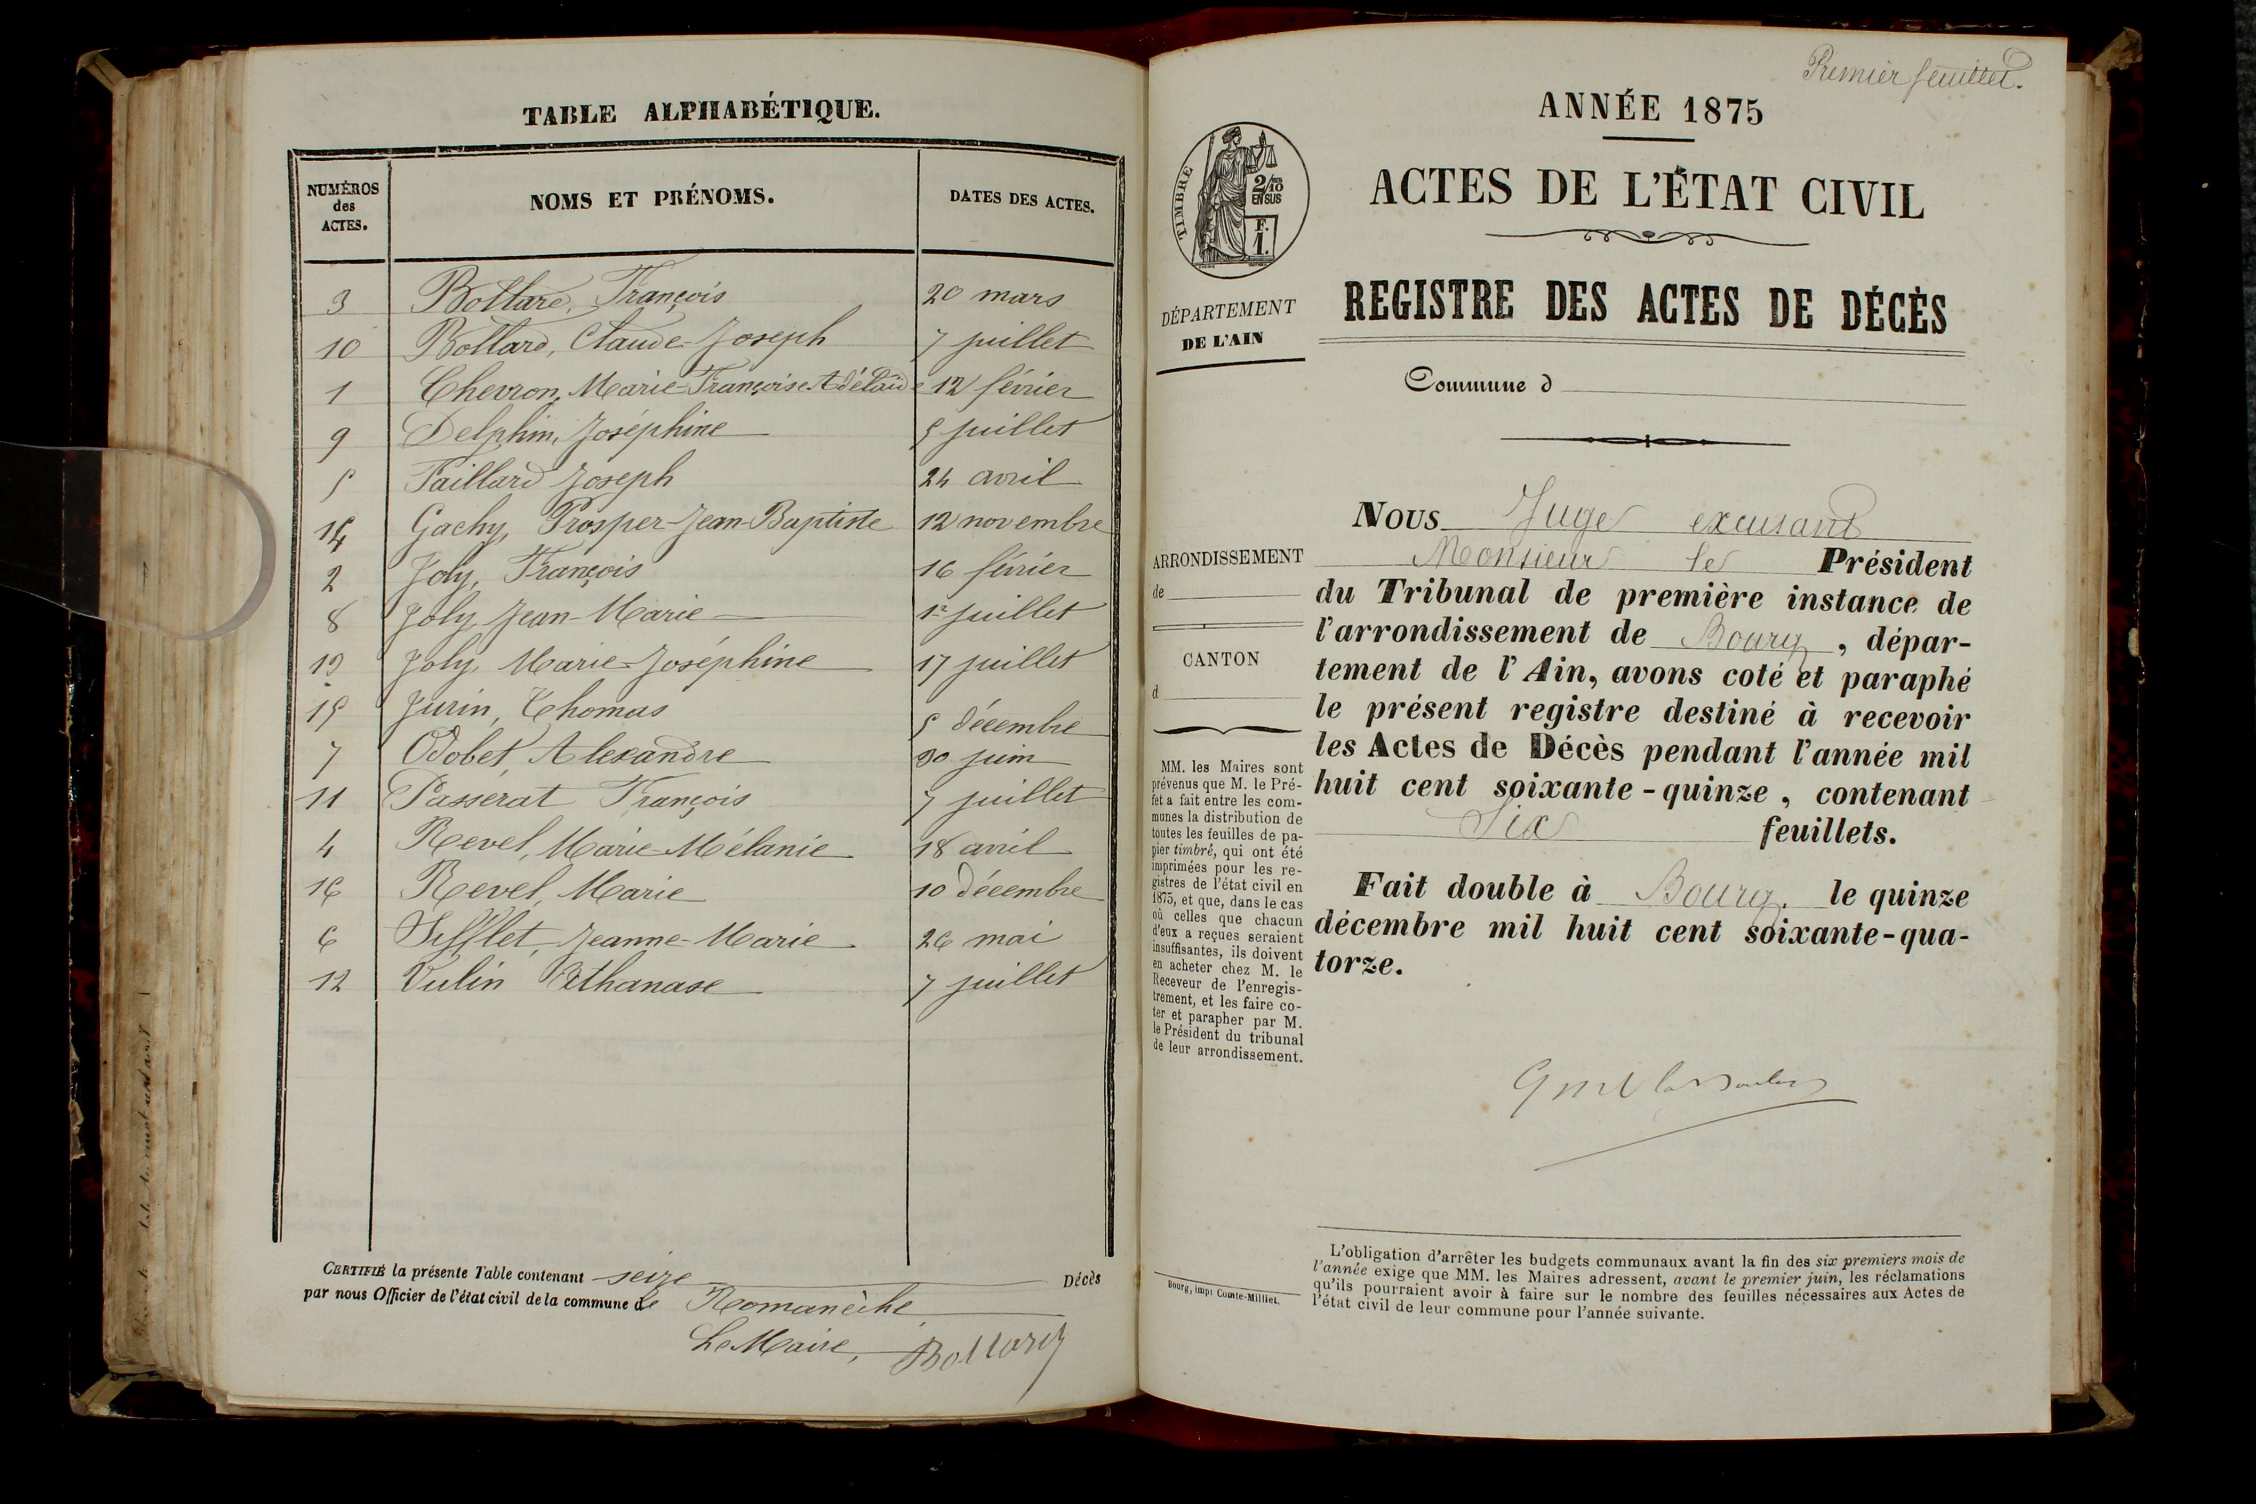 TABLE ALPHABÉTIQUE.
NUMÉROS des ACTES. NOMS ET PRÉNOMS. DATES DES ACTES.
3 Bollard, François 20 mars
10 Bollard, Claude-Joseph 7 juillet
1 Chevron, Marie-Françoise-Adélaïde 12 février
9 Delphin, Joséphine 5 juillet
5 Faillard Joseph 24 avril
14 Gachy, Prosper-Jean-Baptiste 12 novembre
2 Joly, François 16 février
8 Joly, Jean-Marie 1er juillet
13 Joly, Marie-Joséphine 17 juillet
15 Jurin, Thomas 5 décembre
7 Odobet, Alexandre 30 juin
11 Passerat François 7 juillet
4 Revel, Marie-Mélanie 18 avril
16 Revel, Marie 10 décembre
6 Sifflet, Jeanne-Marie 26 mai
12 Vulin Athanase 7 juillet
CERTIFIÉ la présente Table contenant seize Décès
par nous Officier de l'état civil de la commune de Romanèche
Le Maire, Bollard
Premier feuillet.
ANNÉE 1875
ACTES DE L'ÉTAT CIVIL
REGISTRE DES ACTES DE DÉCÈS
Commune d
TIMBRE
2/10
EN SUS
F.
1.
DÉPARTEMENT
DE L'AIN
ARRONDISSEMENT
de
CANTON
d
MM. les Maires sont
prévenus que M. le Pré-
fet a fait entre les com-
munes la distribution de
toutes les feuilles de pa-
pier timbré, qui ont été
imprimées pour les re-
gistres de l'état civil en
1875, et que, dans le cas
où celles que chacun
d'eux a reçues seraient
insuffisantes, ils doivent
en acheter chez M. le
Receveur de l'enregis-
trement, et les faire co-
ter et parapher par M.
le Président du tribunal
de leur arrondissement.
Bourg, impr Comte-Milliet.
NOUS Juge excusant
Monsieur le Président
du Tribunal de première instance de
l'arrondissement de Bourg, dépar-
tement de l'Ain, avons coté et paraphé
le présent registre destiné à recevoir
les Actes de Décès pendant l'année mil
huit cent soixante-quinze, contenant
Six feuillets.
Fait double à Bourg. le quinze
décembre mil huit cent soixante-qua-
torze.
L'obligation d'arrêter les budgets communaux avant la fin des six premiers mois de
l'année exige que MM. les Maires adressent, avant le premier juin, les réclamations
qu'ils pourraient avoir à faire sur le nombre des feuilles nécessaires aux Actes de
l'état civil de leur commune pour l'année suivante.